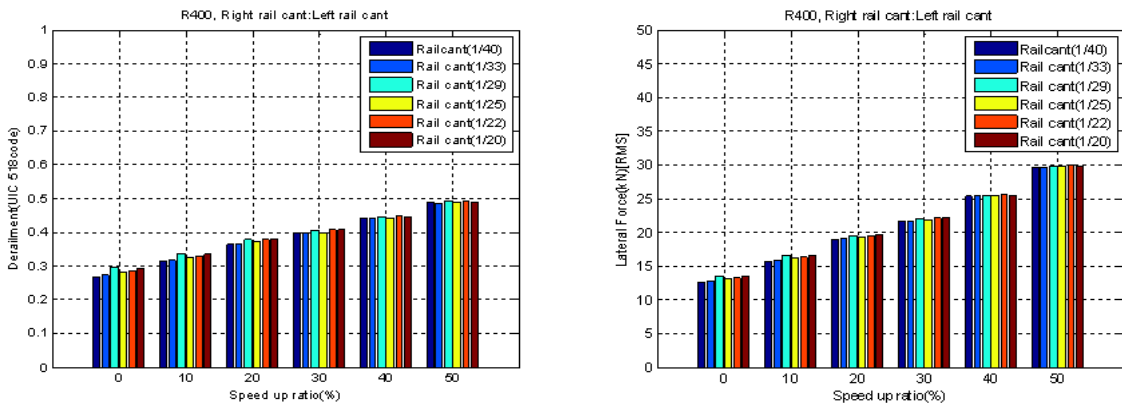 R400, Right rail cant:Left rail cant
1
0.9
0.8
0.7
0.6
0.5
0.4
0.3
0.2
0.1
0
Derailment(UIC 518code)
Railcant(1/40)
Rail cant(1/33)
Rail cant(1/29)
Rail cant(1/25)
Rail cant(1/22)
Rail cant(1/20)
0 10 20 30 40 50
Speed up ratio(%)
R400, Right rail cant:Left rail cant
50
45
40
35
30
25
20
15
10
5
0
Lateral Force(kN)[RMS]
Railcant(1/40)
Rail cant(1/33)
Rail cant(1/29)
Rail cant(1/25)
Rail cant(1/22)
Rail cant(1/20)
0 10 20 30 40 50
Speed up ratio(%)